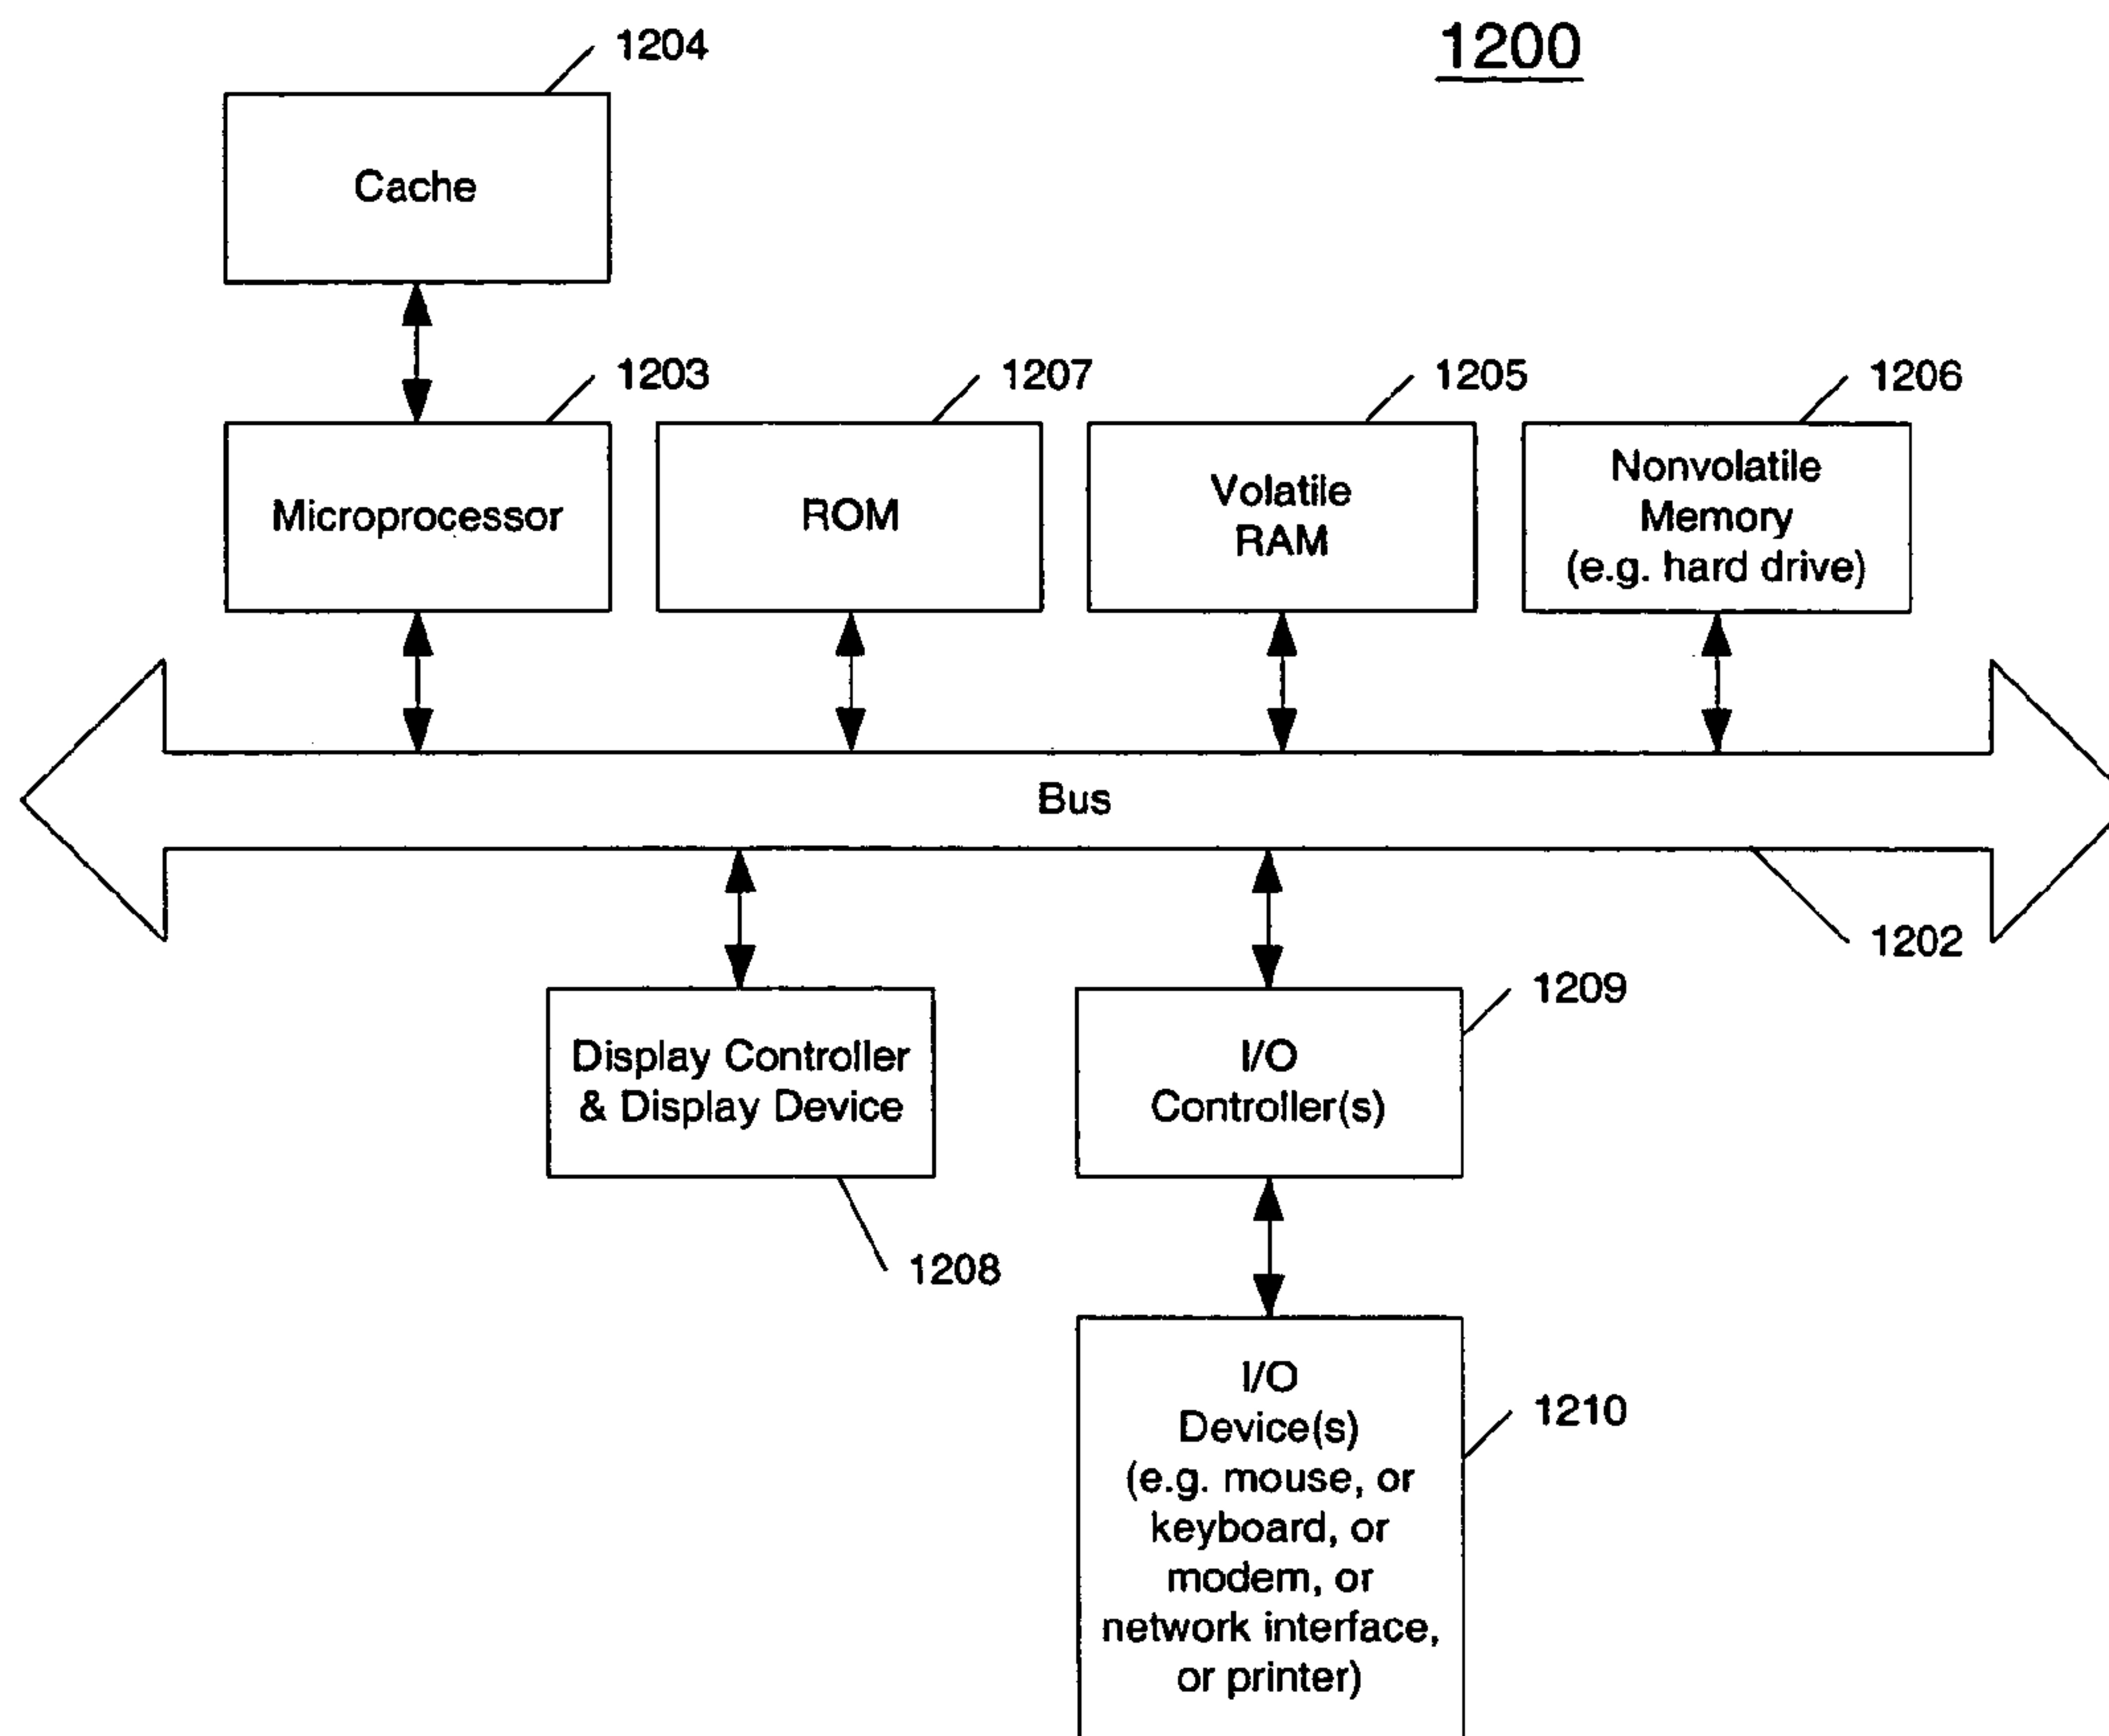 1200
1204
Cache
1203
1207
1205
1206
Microprocessor
ROM
Volatile
RAM
Nonvolatile
Memory
(e.g. hard drive)
Bus
1202
1209
Display Controller
& Display Device
I/O
Controller(s)
1208
I/O
Device(s)
(e.g. mouse, or
keyboard, or
modem, or
network interface,
or printer)
1210